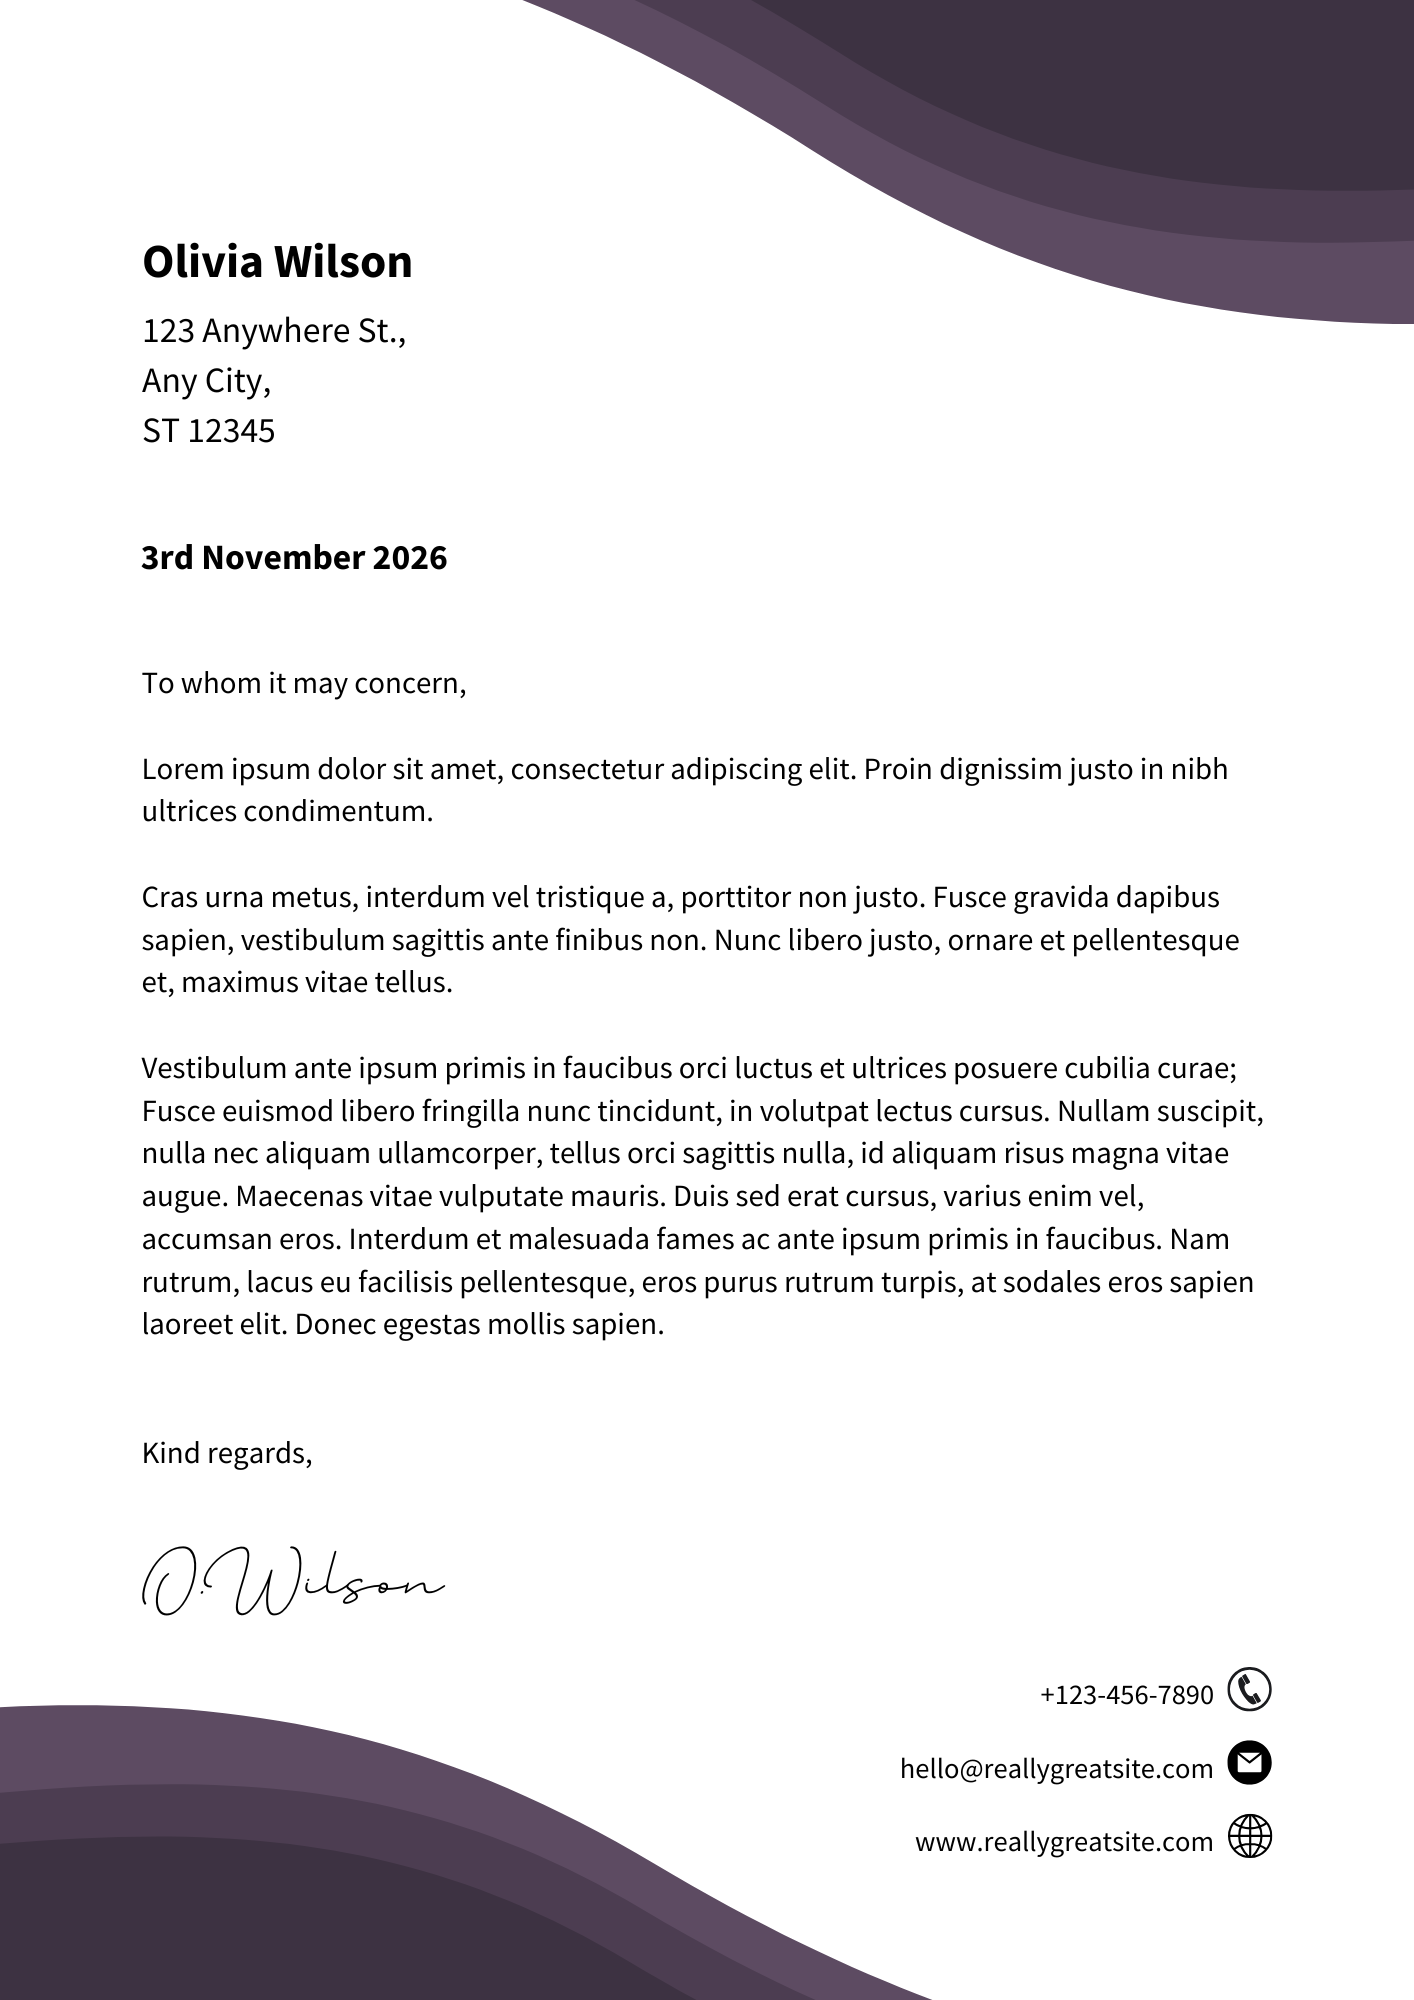 Olivia Wilson
123 Anywhere St.,
Any City,
ST 12345
3rd November 2026
To whom it may concern,
Lorem ipsum dolor sit amet, consectetur adipiscing elit. Proin dignissim justo in nibh
ultrices condimentum.
Cras urna metus, interdum vel tristique a, porttitor non justo. Fusce gravida dapibus
sapien, vestibulum sagittis ante finibus non. Nunc libero justo, ornare et pellentesque
et, maximus vitae tellus.
Vestibulum ante ipsum primis in faucibus orci luctus et ultrices posuere cubilia curae;
Fusce euismod libero fringilla nunc tincidunt, in volutpat lectus cursus. Nullam suscipit,
nulla nec aliquam ullamcorper, tellus orci sagittis nulla, id aliquam risus magna vitae
augue. Maecenas vitae vulputate mauris. Duis sed erat cursus, varius enim vel,
accumsan eros. Interdum et malesuada fames ac ante ipsum primis in faucibus. Nam
rutrum, lacus eu facilisis pellentesque, eros purus rutrum turpis, at sodales eros sapien
laoreet elit. Donec egestas mollis sapien.
Kind regards,
O.Wilson
+123-456-7890
hello@reallygreatsite.com
www.reallygreatsite.com